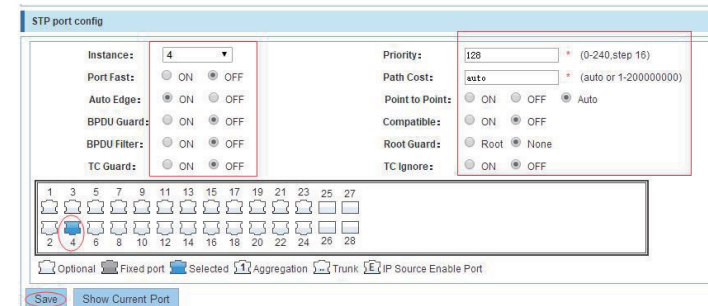 STP port config
Instance: 4 Priority: 128 * (0-240,step 16)
Port Fast: ON OFF Path Cost: auto * (auto or 1-200000000)
Auto Edge: ON OFF Point to Point: ON OFF Auto
BPDU Guard: ON OFF Compatible: ON OFF
BPDU Filter: ON OFF Root Guard: Root None
TC Guard: ON OFF TC Ignore: ON OFF
1 3 5 7 9 11 13 15 17 19 21 23 25 27
2 4 6 8 10 12 14 16 18 20 22 24 26 28
Optional Fixed port Selected 1 Aggregation Trunk E IP Source Enable Port
Save Show Current Port